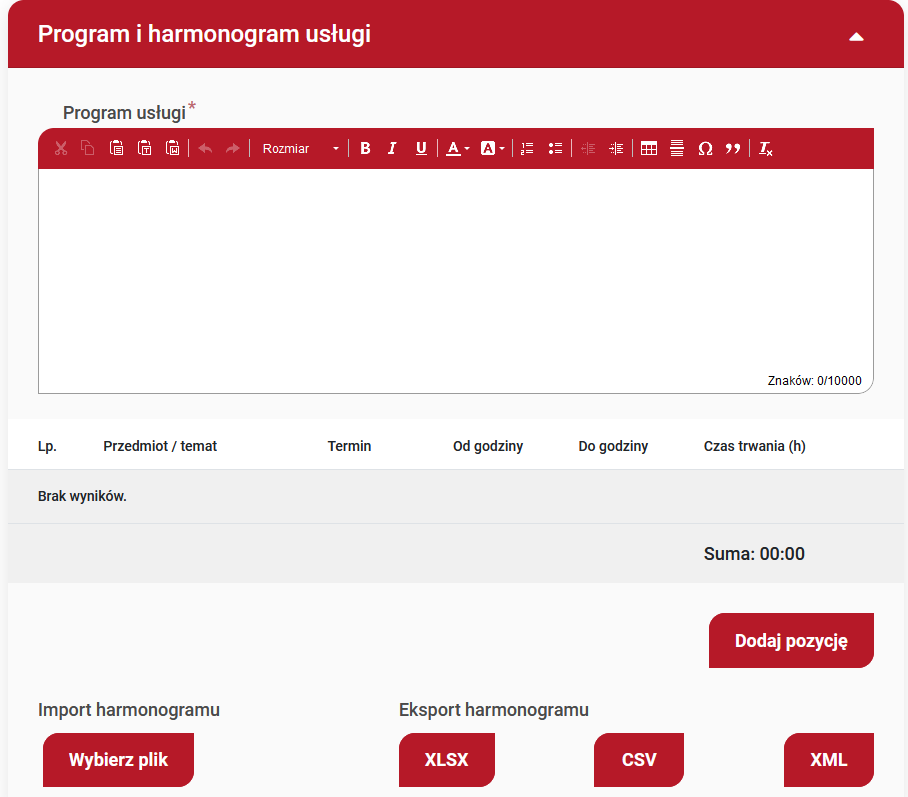 Program i harmonogram usługi
Program usługi*
Rozmiar B I U A A Ω
Znaków: 0/10000
Lp. Przedmiot / temat Termin Od godziny Do godziny Czas trwania (h)
Brak wyników.
Suma: 00:00
Dodaj pozycję
Import harmonogramu Eksport harmonogramu
Wybierz plik XLSX CSV XML